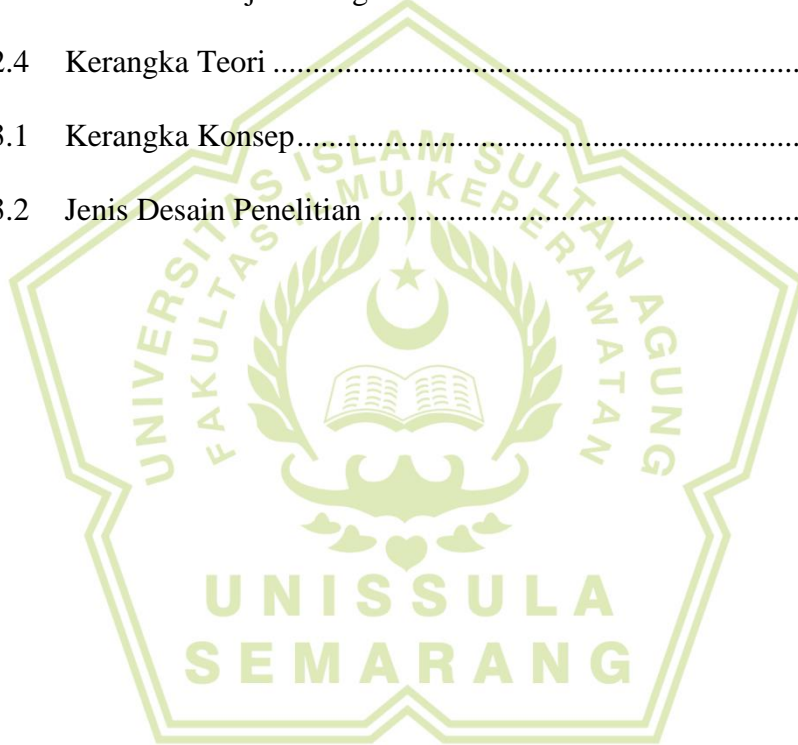 2.4 Kerangka Teori ....................................................................
3.1 Kerangka Konsep.................................................................
3.2 Jenis Desain Penelitian ........................................................
UNIVERSITAS ISLAM SULTAN AGUNG
FAKULTAS ILMU KEPERAWATAN
UNISSULA
SEMARANG